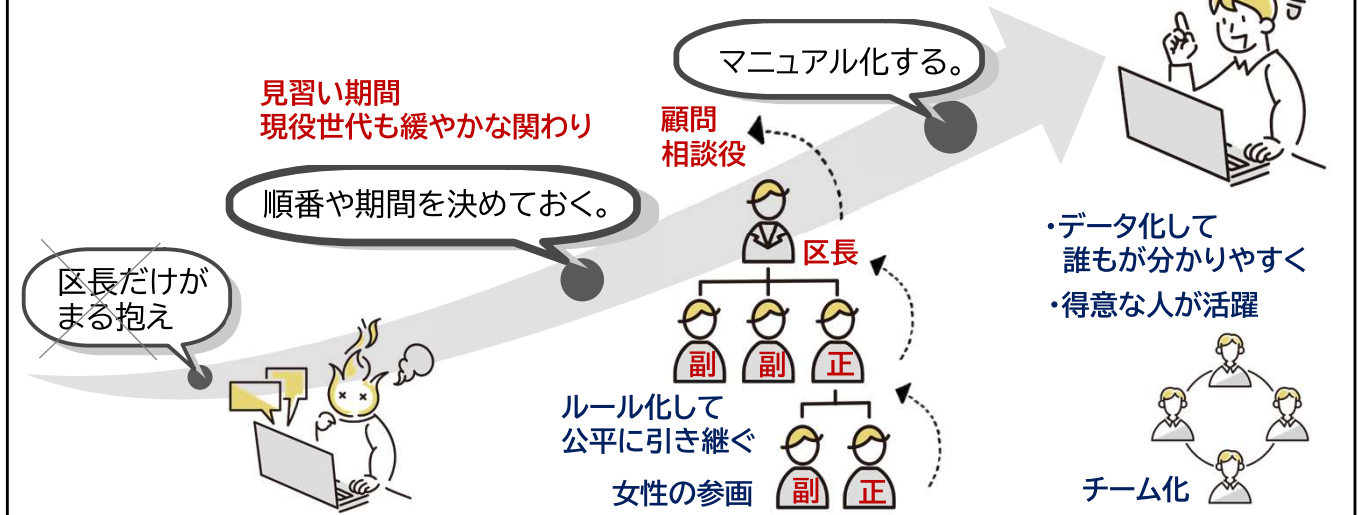 区長だけが
まる抱え
見習い期間
現役世代も緩やかな関わり
順番や期間を決めておく。
マニュアル化する。
顧問
相談役
区長
副
副
正
ルール化して
公平に引き継ぐ
女性の参画
副
正
・データ化して
誰もが分かりやすく
・得意な人が活躍
チーム化